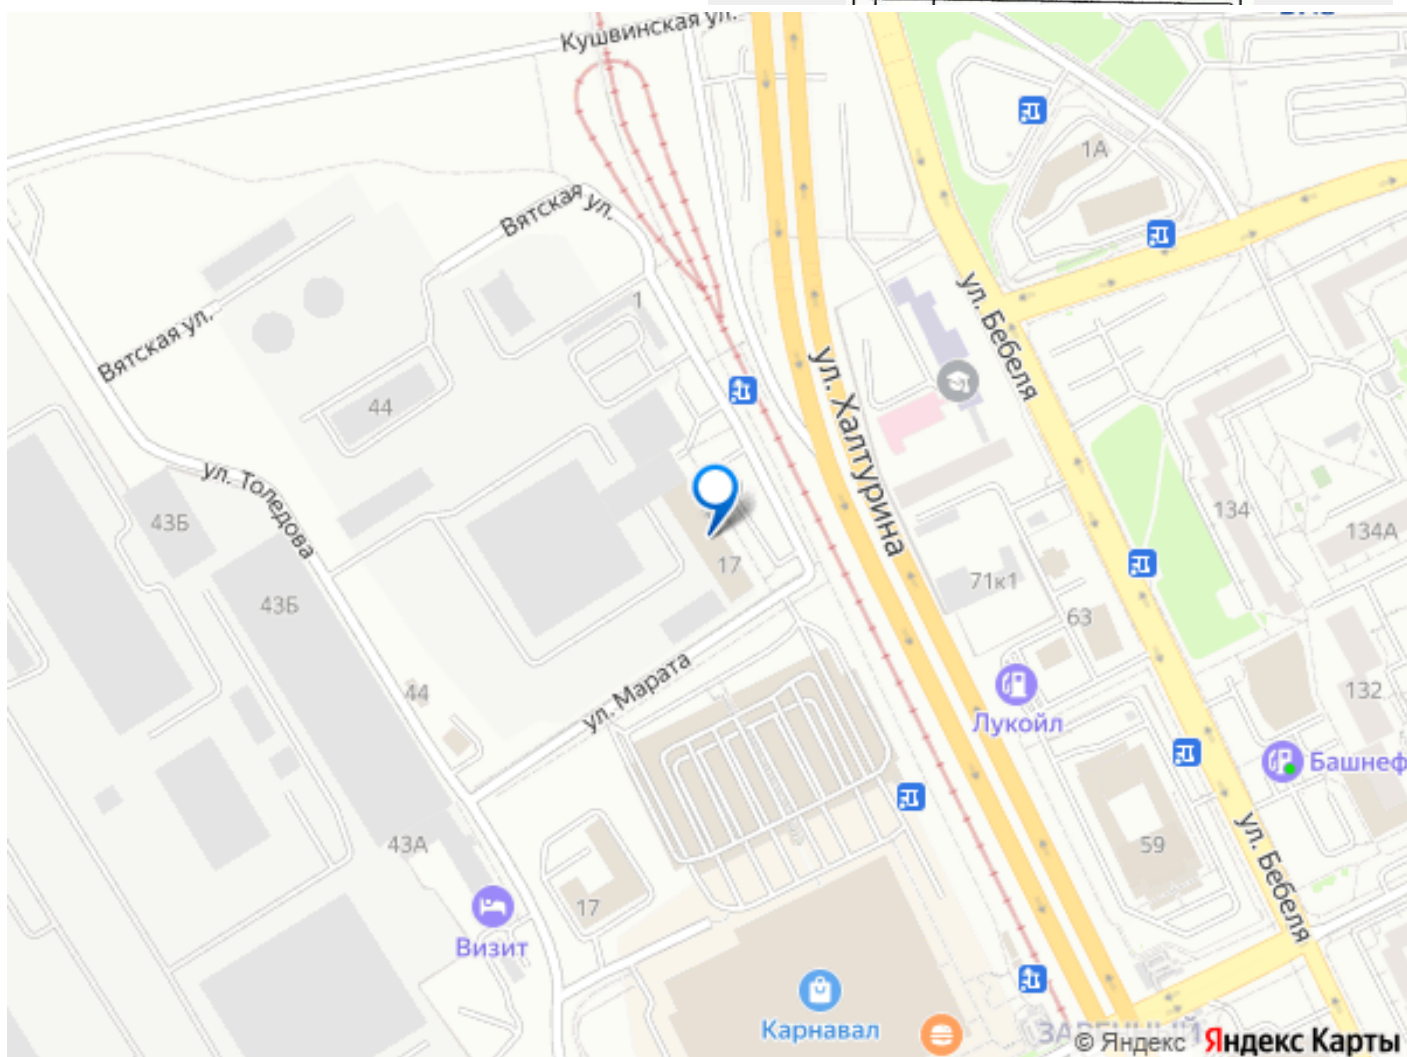 Кушвинская ул.
1А
Вятская ул.
ул. Бебеля
1
Вятская ул.
ул. Халтурина
44
ул. Толедова
43Б
134
134А
17
71к1
43Б
63
ул. Марата
44
132
Лукойл
Башнеф
43А
59
ул. Бебеля
17
Визит
Карнавал
© Яндекс Яндекс Карты